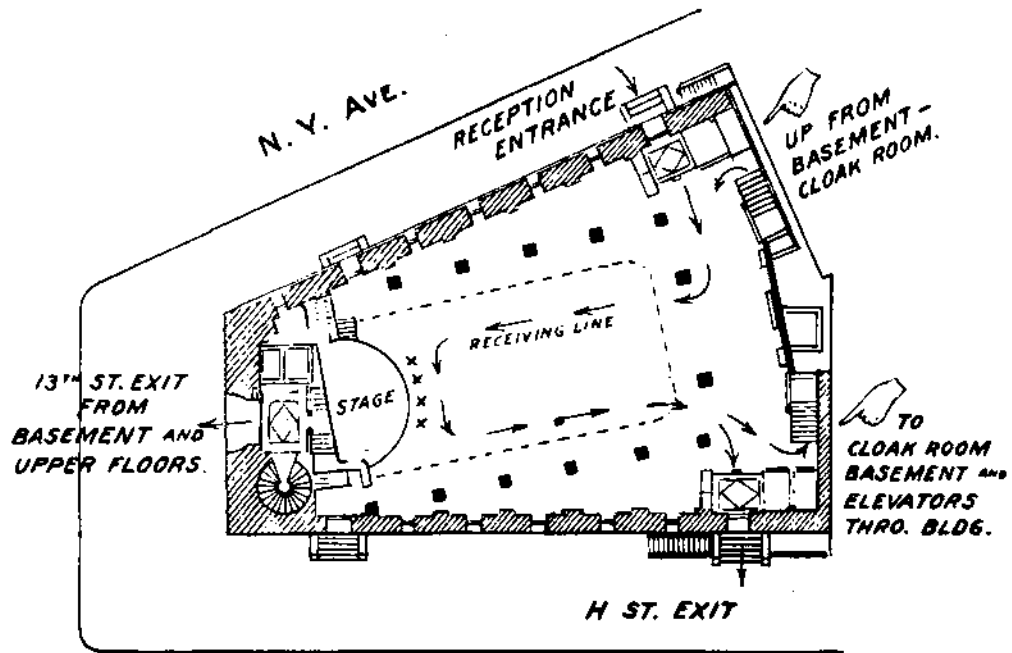 N. Y. AVE.
RECEPTION
ENTRANCE
UP FROM
BASEMENT –
CLOAK ROOM.
RECEIVING LINE
STAGE
13TH ST. EXIT
FROM
BASEMENT AND
UPPER FLOORS.
TO
CLOAK ROOM
BASEMENT AND
ELEVATORS
THRO. BLDG.
H ST. EXIT